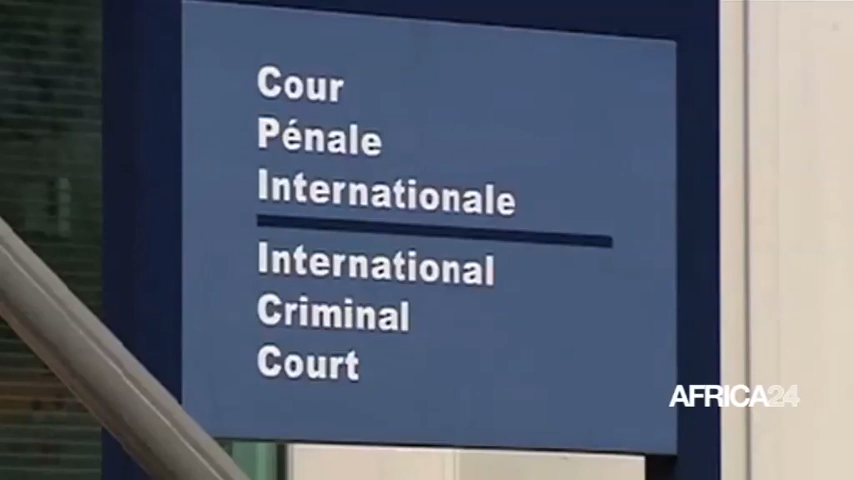 Cour
Pénale
Internationale
International
Criminal
Court
AFRICA24